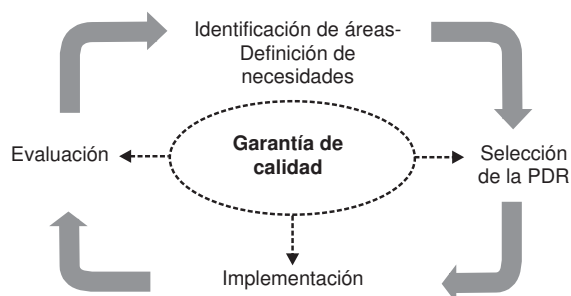 Identificación de áreas-
Definición de
necesidades
Garantía de
calidad
Evaluación
Selección
de la PDR
Implementación